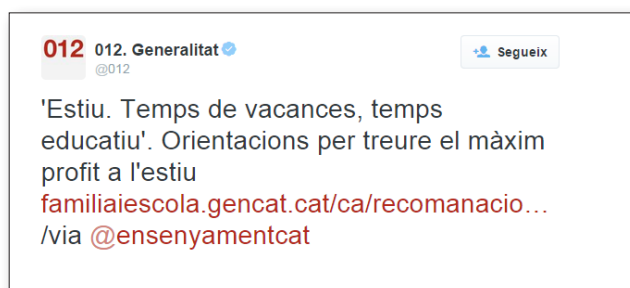 012
012. Generalitat
@012
Segueix
'Estiu. Temps de vacances, temps
educatiu'. Orientacions per treure el màxim
profit a l'estiu
familiaiescola.gencat.cat/ca/recomanacio…
/via @ensenyamentcat